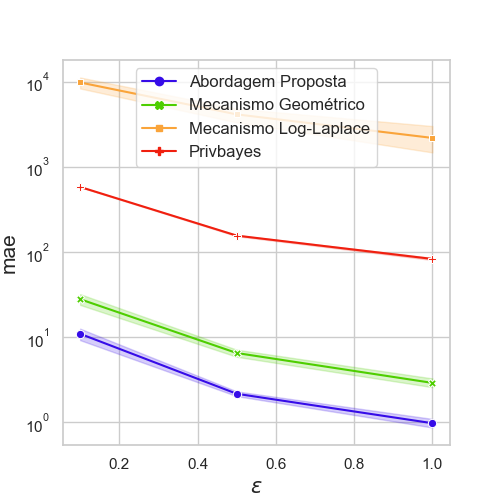 Abordagem Proposta
Mecanismo Geométrico
Mecanismo Log-Laplace
Privbayes
10⁴
10³
10²
10¹
10⁰
mae
0.2 0.4 0.6 0.8 1.0
ε